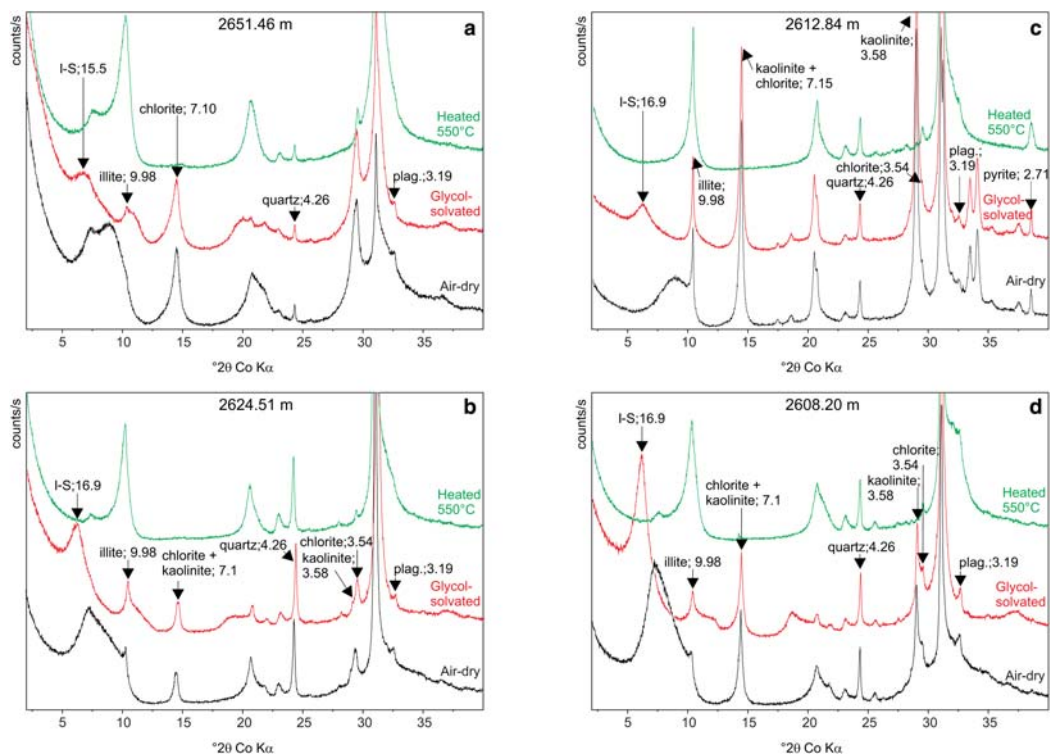 counts/s
2651.46 m
a
I-S;15.5
chlorite; 7.10
illite; 9.98
quartz;4.26
plag.;3.19
Heated
550°C
Glycol-
solvated
Air-dry
5 10 15 20 25 30 35
°2θ Co Kα
counts/s
2612.84 m
c
kaolinite;
3.58
kaolinite +
chlorite; 7.15
I-S;16.9
illite;
9.98
chlorite;3.54
quartz;4.26
plag.;
3.19
pyrite; 2.71
Heated
550°C
Glycol-
solvated
Air-dry
5 10 15 20 25 30 35
°2θ Co Kα
counts/s
2624.51 m
b
I-S;16.9
illite; 9.98
chlorite +
kaolinite; 7.1
quartz;4.26
chlorite;3.54
kaolinite;
3.58
plag.;3.19
Heated
550°C
Glycol-
solvated
Air-dry
5 10 15 20 25 30 35
°2θ Co Kα
counts/s
2608.20 m
d
I-S;16.9
illite; 9.98
chlorite +
kaolinite; 7.1
quartz;4.26
chlorite;
3.54
kaolinite;
3.58
plag.;3.19
Heated
550°C
Glycol-
solvated
Air-dry
5 10 15 20 25 30 35
°2θ Co Kα